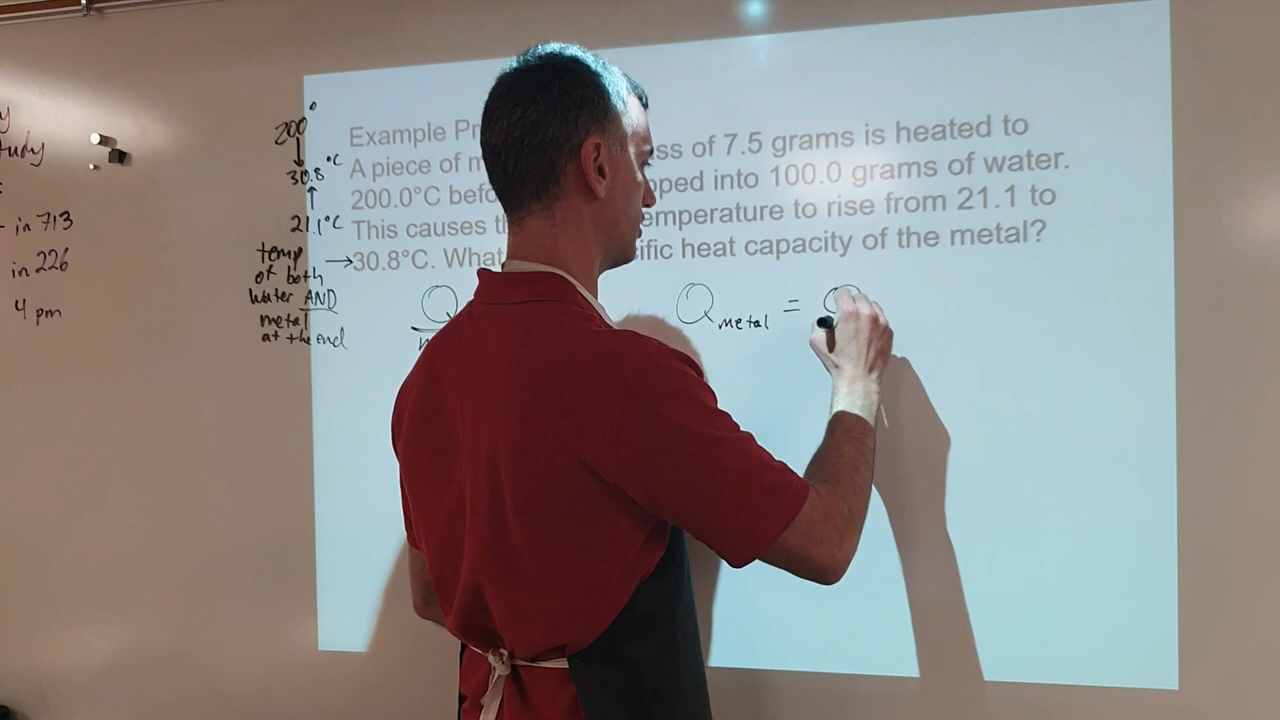 y
tudy
in 713
in 226
4 pm
200°
30.8°C
21.1°C
temp
of both
water AND
metal
at the end
Example Pr
A piece of m ss of 7.5 grams is heated to
200.0°C befo pped into 100.0 grams of water.
This causes th emperature to rise from 21.1 to
30.8°C. What ific heat capacity of the metal?
Q
Q metal =